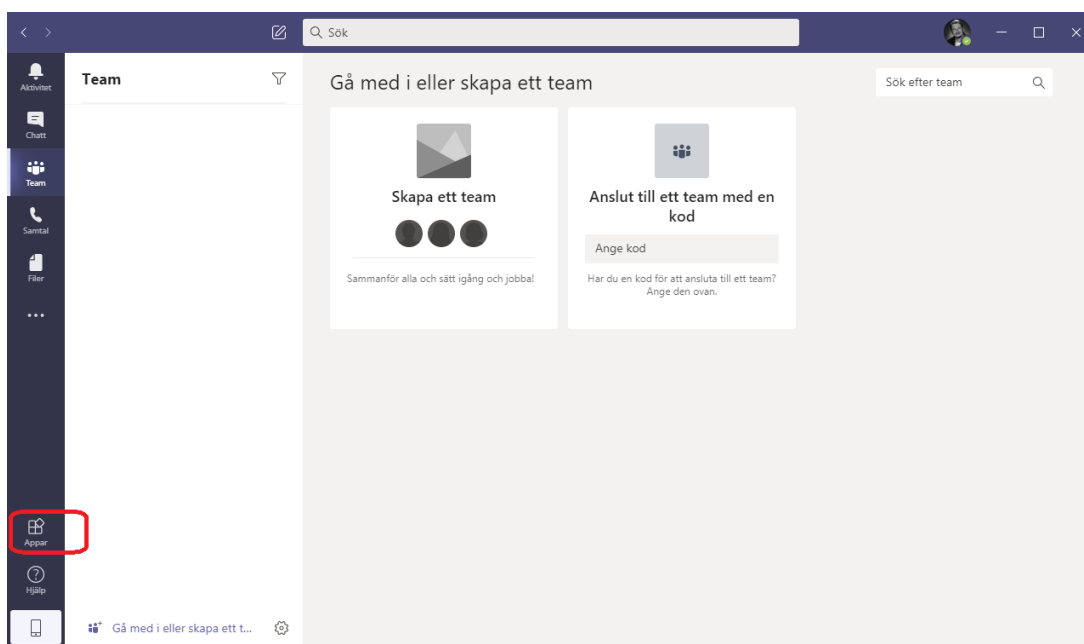 Sök
Aktivitet
Chatt
Team
Samtal
Filer
Appar
Hjälp
Team
Gå med i eller skapa ett t...
Gå med i eller skapa ett team
Sök efter team
Skapa ett team
Sammanför alla och sätt igång och jobba!
Anslut till ett team med en
kod
Ange kod
Har du en kod för att ansluta till ett team?
Ange den ovan.